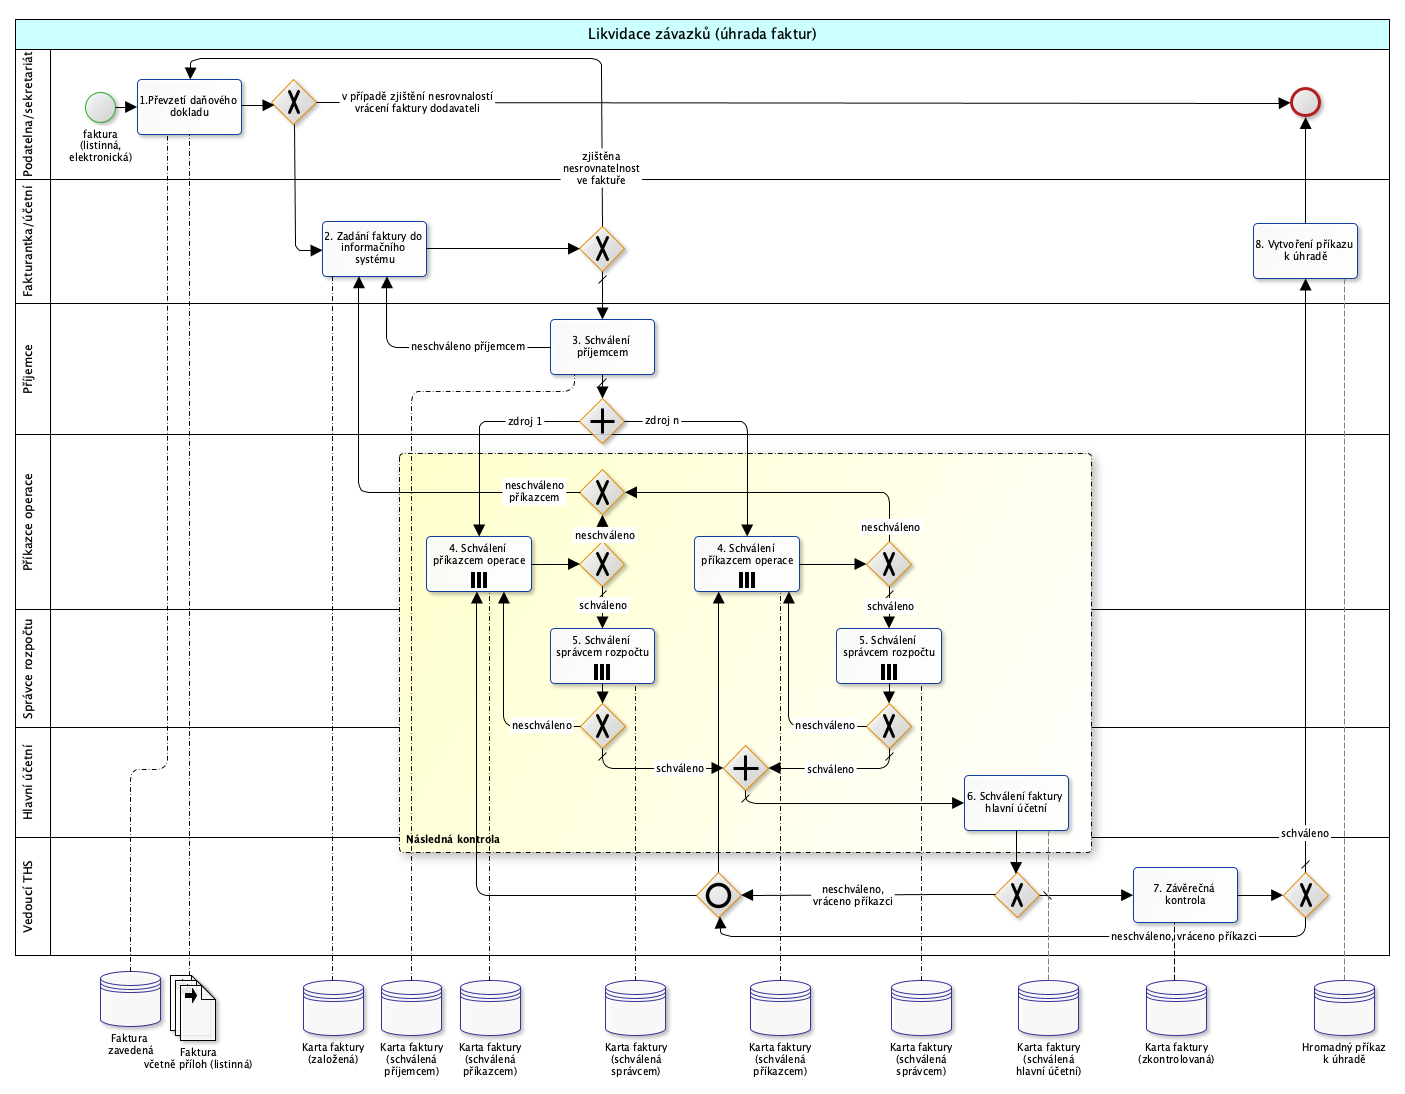 Likvidace závazků (úhrada faktur)
Podatelna/sekretariát
1.Převzetí daňového
dokladu
faktura
(listinná,
elektronická)
v případě zjištění nesrovnalostí
vrácení faktury dodavateli
zjištěna
nesrovnatelnost
ve faktuře
Fakturantka/účetní
2. Zadání faktury do
informačního
systému
8. Vytvoření příkazu
k úhradě
Příjemce
neschváleno příjemcem
3. Schválení
příjemcem
zdroj 1
zdroj n
Příkazce operace
neschváleno
příkazcem
neschváleno
neschváleno
4. Schválení
příkazcem operace
4. Schválení
příkazcem operace
schváleno
schváleno
Správce rozpočtu
5. Schválení
správcem rozpočtu
5. Schválení
správcem rozpočtu
neschváleno
neschváleno
Hlavní účetní
schváleno
schváleno
6. Schválení faktury
hlavní účetní
Následná kontrola
schváleno
Vedoucí THS
neschváleno,
vráceno příkazci
7. Závěrečná
kontrola
neschváleno, vráceno příkazci
Faktura
zavedená
Faktura
včetně příloh (listinná)
Karta faktury
(založená)
Karta faktury
(schválená
příjemcem)
Karta faktury
(schválená
příkazcem)
Karta faktury
(schválená
správcem)
Karta faktury
(schválená
příkazcem)
Karta faktury
(schválená
správcem)
Karta faktury
(schválená
hlavní účetní)
Karta faktury
(zkontrolovaná)
Hromadný příkaz
k úhradě